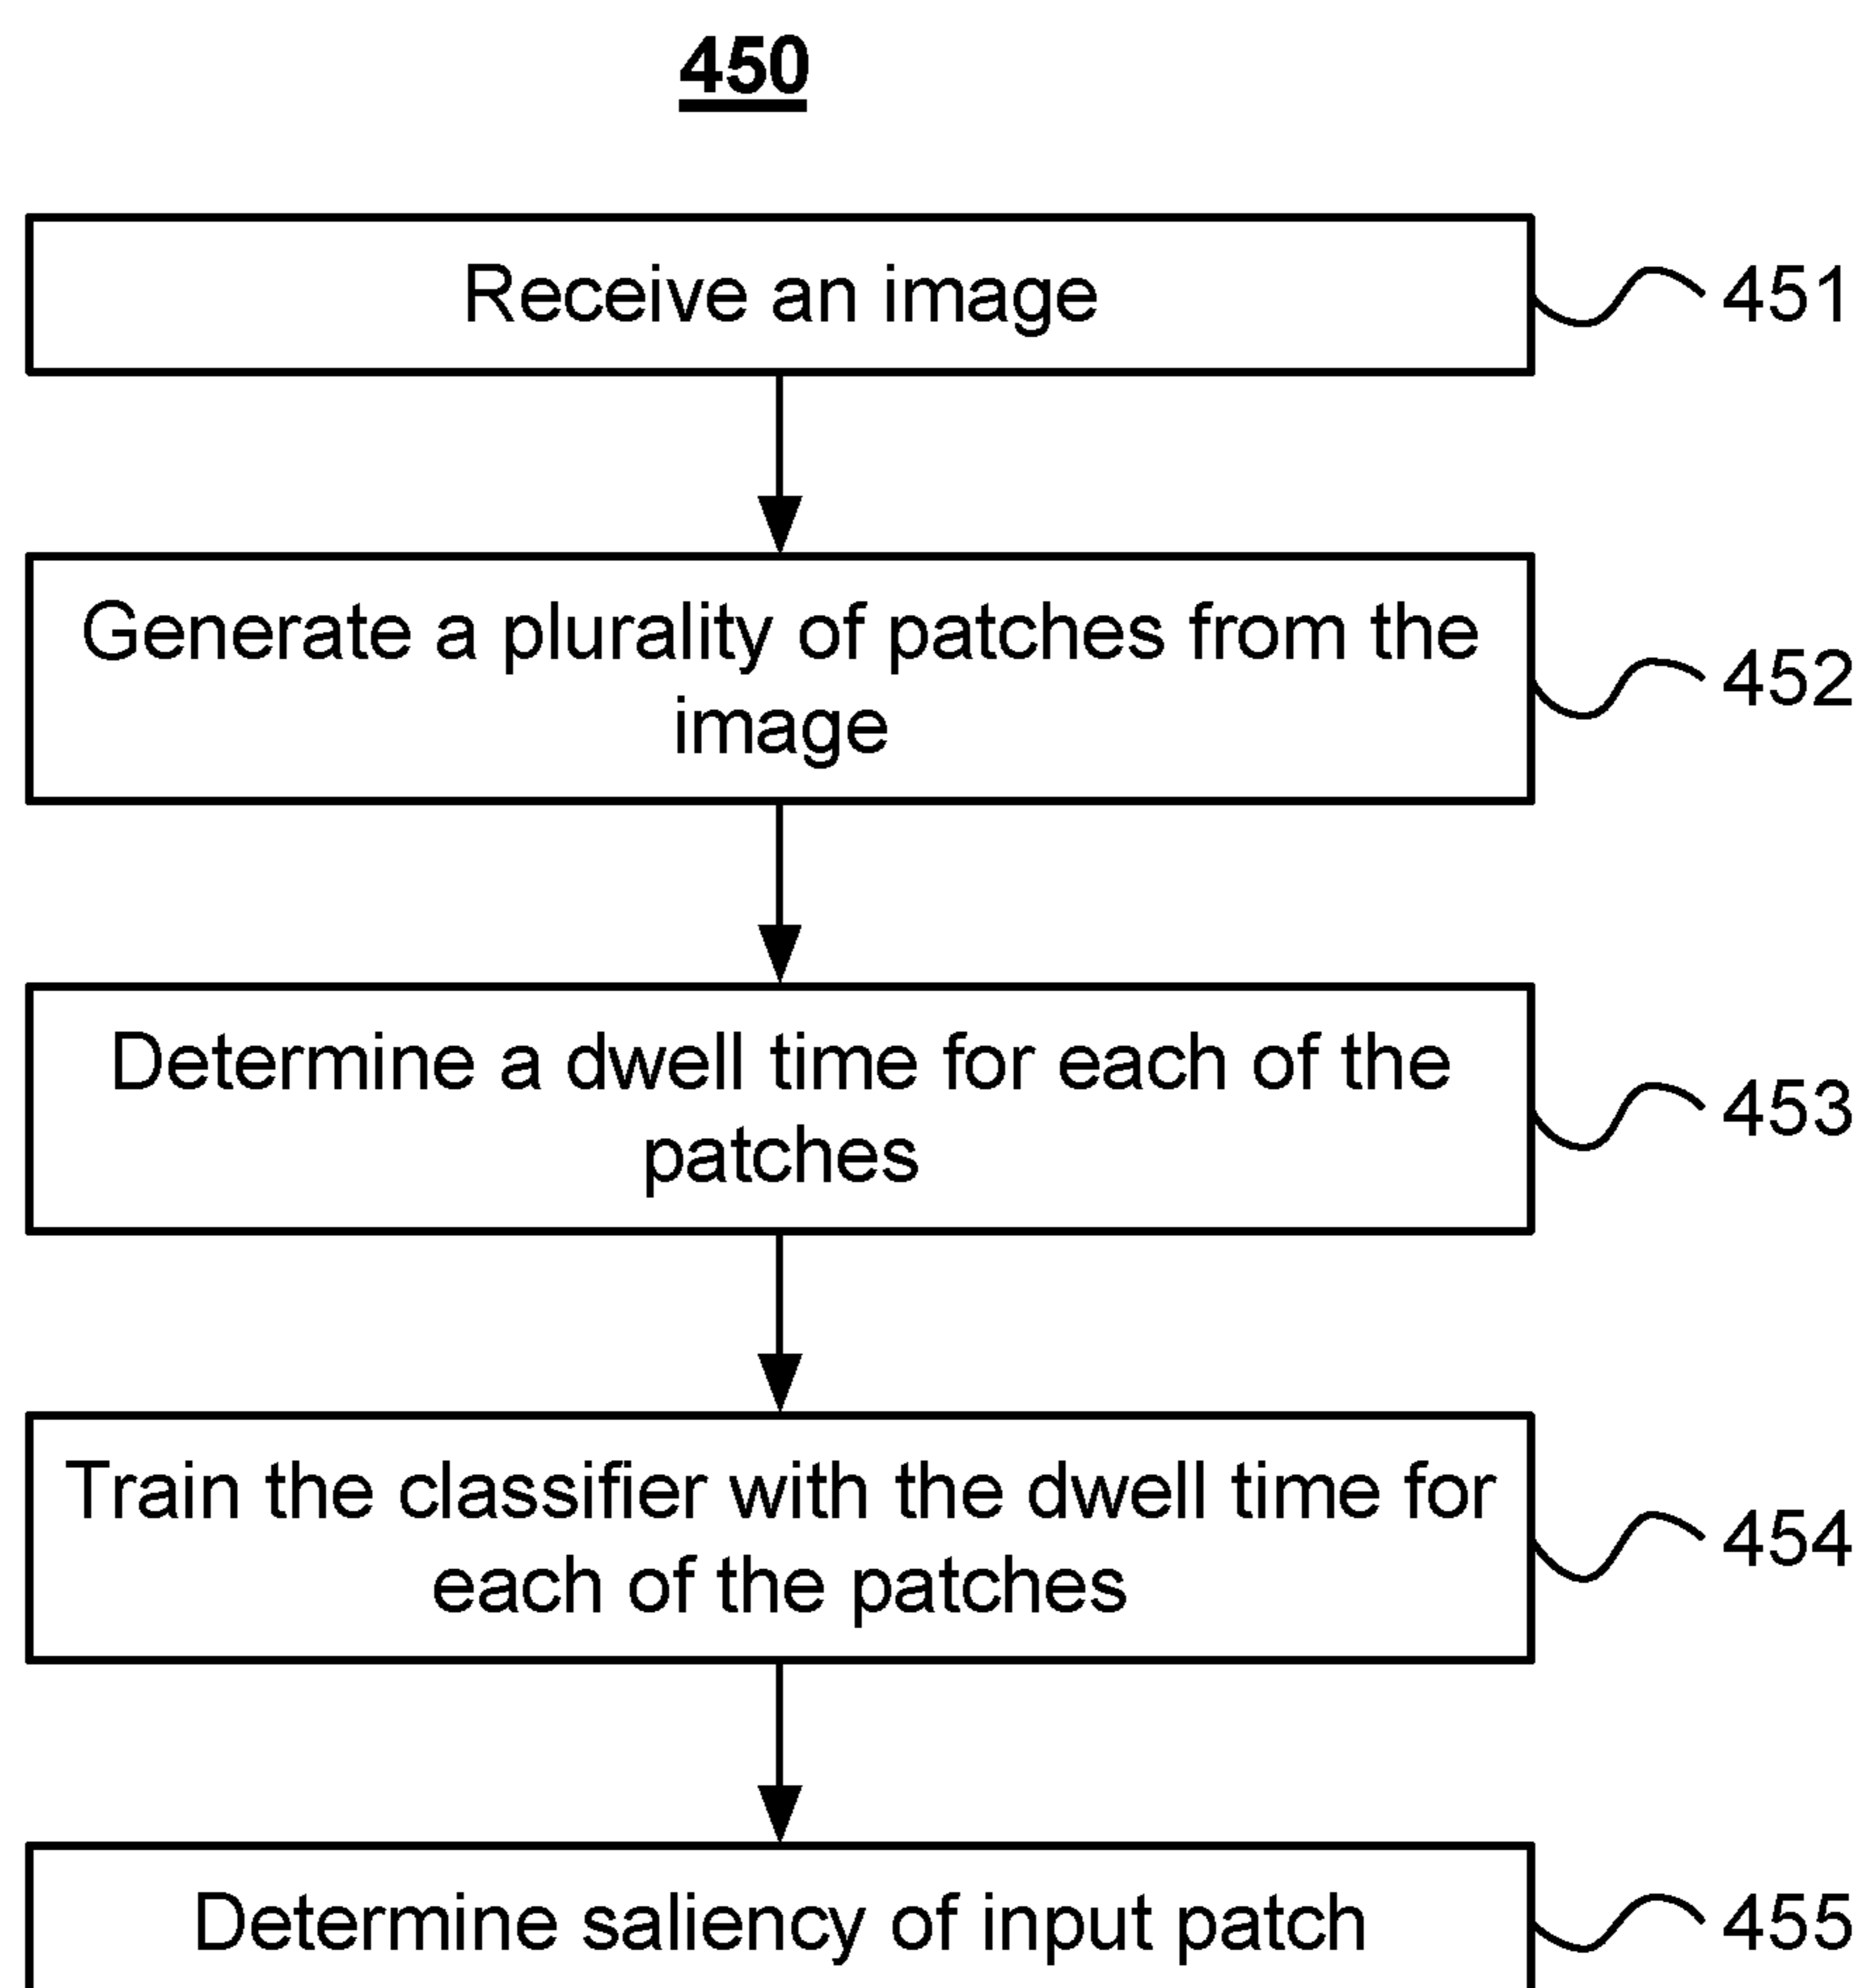 450
Receive an image
451
Generate a plurality of patches from the
image
452
Determine a dwell time for each of the
patches
453
Train the classifier with the dwell time for
each of the patches
454
Determine saliency of input patch
455